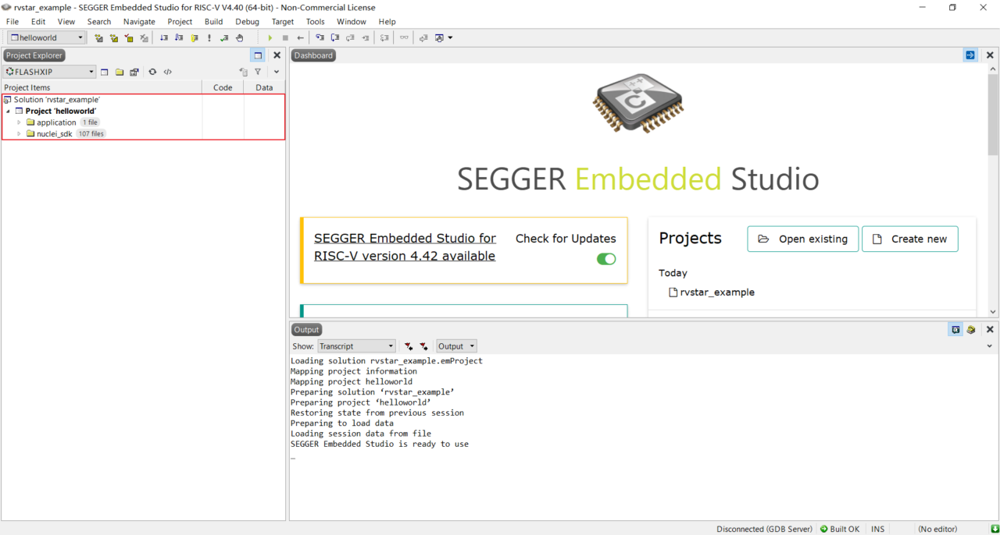 rvstar_example - SEGGER Embedded Studio for RISC-V V4.40 (64-bit) - Non-Commercial License
File Edit View Search Navigate Project Build Debug Target Tools Window Help
helloworld
Project Explorer
FLASHXIP
Project Items Code Data
Solution 'rvstar_example'
Project 'helloworld'
application 1 file
nuclei_sdk 107 files
Dashboard
C
SEGGER Embedded Studio
SEGGER Embedded Studio for
RISC-V version 4.42 available
Check for Updates
Projects
Open existing
Create new
Today
rvstar_example
Output
Show: Transcript Output
Loading solution rvstar_example.emProject
Mapping project information
Mapping project helloworld
Preparing solution ‘rvstar_example’
Preparing project ‘helloworld’
Restoring state from previous session
Preparing to load data
Loading session data from file
SEGGER Embedded Studio is ready to use
Disconnected (GDB Server) Built OK INS (No editor)